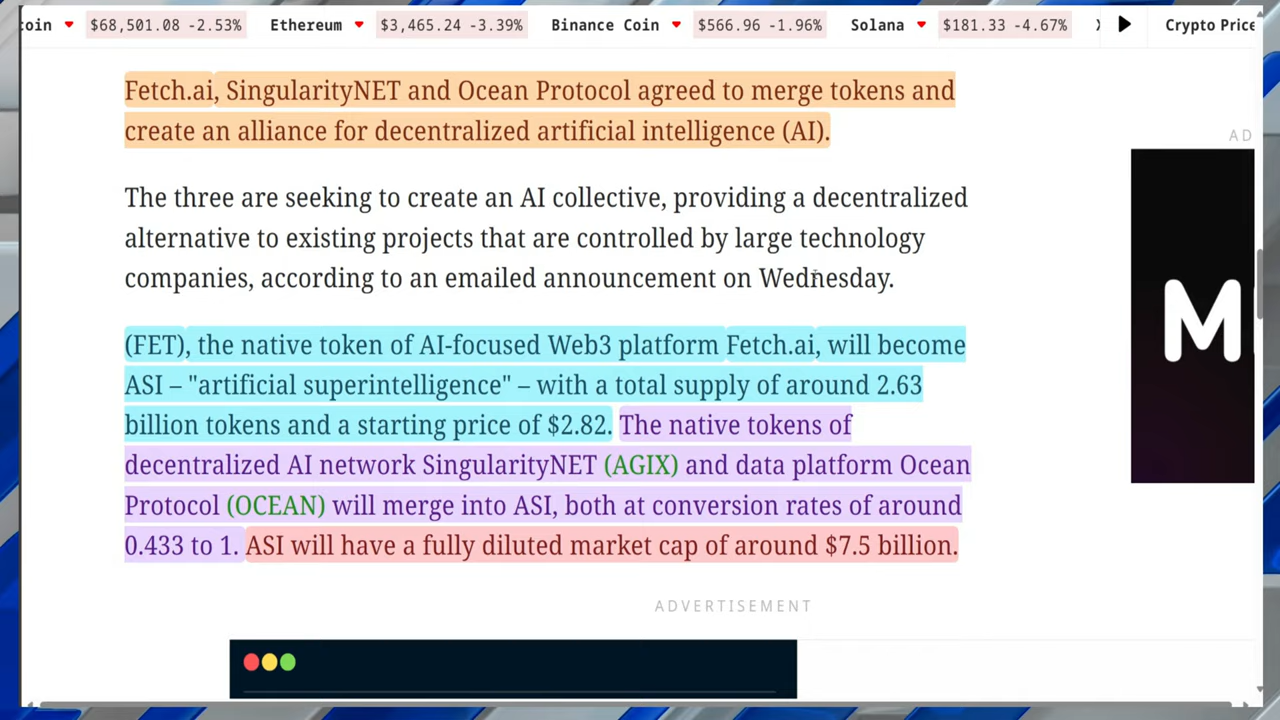 coin $68,501.08 -2.53% Ethereum $3,465.24 -3.39% Binance Coin $566.96 -1.96% Solana $181.33 -4.67% Crypto Price
Fetch.ai, SingularityNET and Ocean Protocol agreed to merge tokens and
create an alliance for decentralized artificial intelligence (AI).
AD
The three are seeking to create an AI collective, providing a decentralized
alternative to existing projects that are controlled by large technology
companies, according to an emailed announcement on Wednesday.
M
(FET), the native token of AI-focused Web3 platform Fetch.ai, will become
ASI – "artificial superintelligence" – with a total supply of around 2.63
billion tokens and a starting price of $2.82. The native tokens of
decentralized AI network SingularityNET (AGIX) and data platform Ocean
Protocol (OCEAN) will merge into ASI, both at conversion rates of around
0.433 to 1. ASI will have a fully diluted market cap of around $7.5 billion.
ADVERTISEMENT